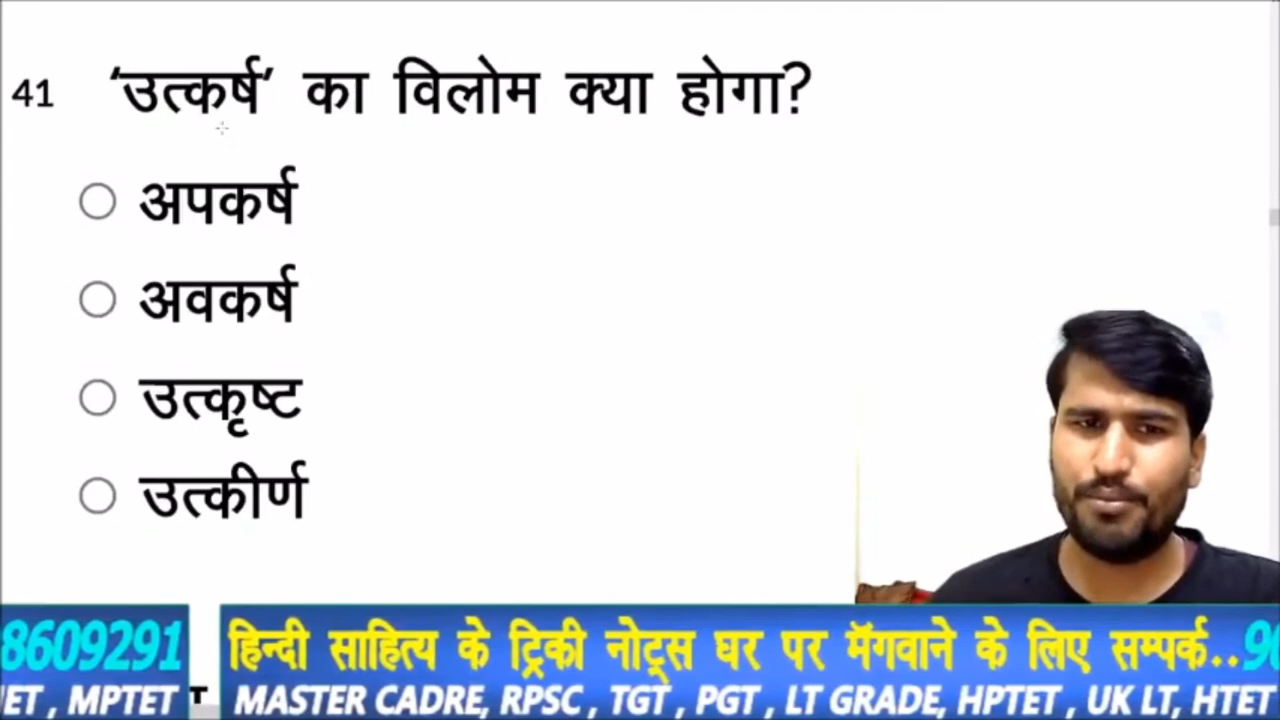 41 ‘उत्कर्ष’ का विलोम क्या होगा?
अपकर्ष
अवकर्ष
उत्कृष्ट
उत्कीर्ण
8609291 हिन्दी साहित्य के ट्रिकी नोट्स घर पर मँगवाने के लिए सम्पर्क..
MPTET MASTER CADRE, RPSC , TGT , PGT , LT GRADE, HPTET , UK LT, HTET